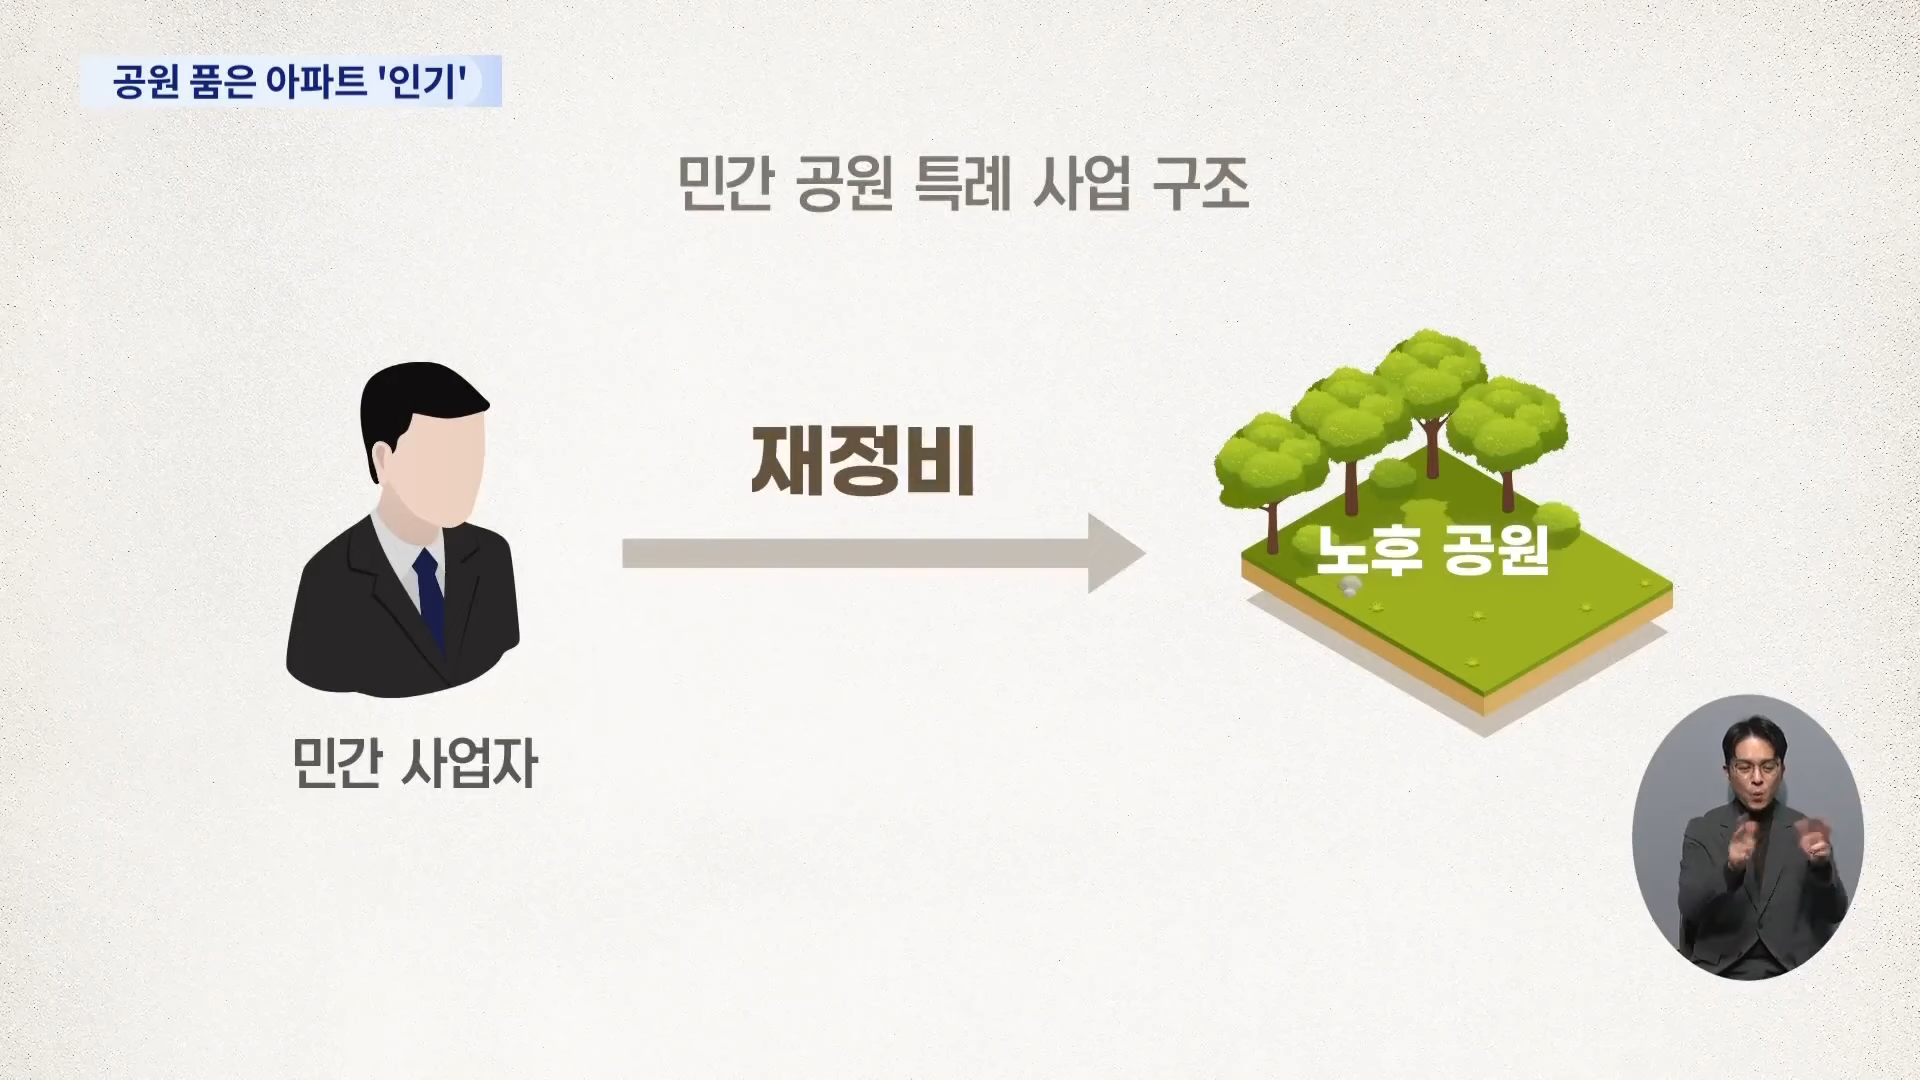 공원 품은 아파트 '인기'
민간 공원 특례 사업 구조
재정비
노후 공원
민간 사업자